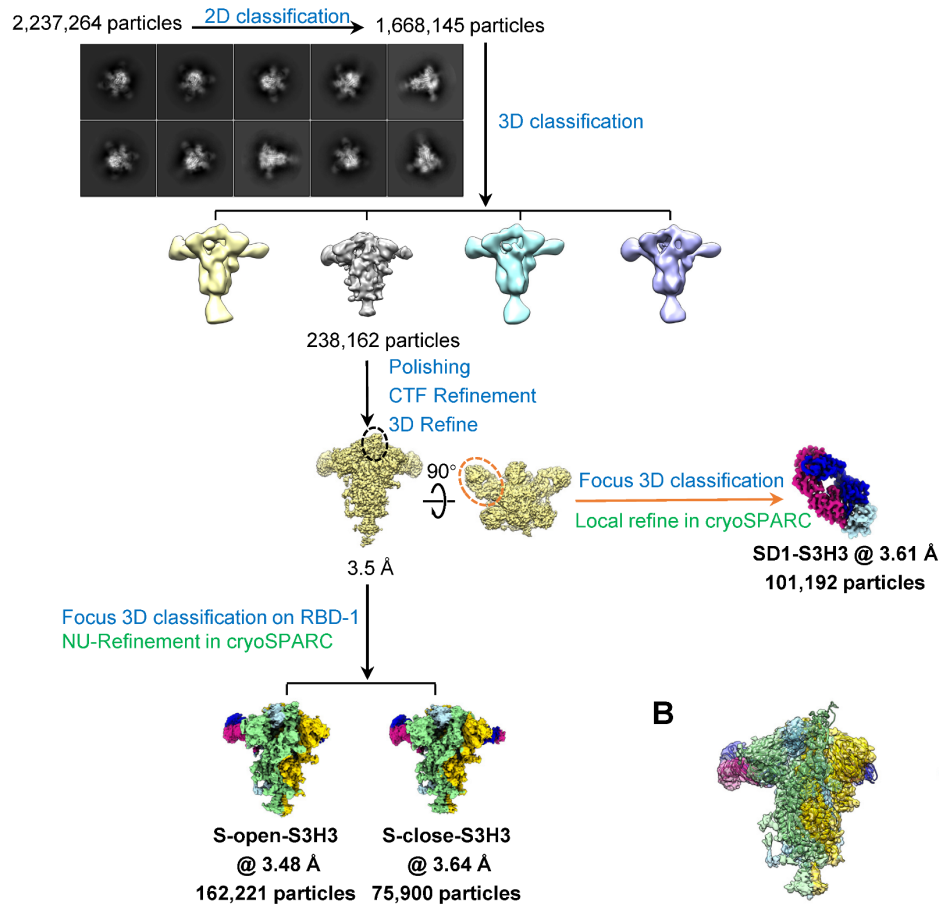 2,237,264 particles
2D classification
1,668,145 particles
3D classification
238,162 particles
Polishing
CTF Refinement
3D Refine
90°
Focus 3D classification
Local refine in cryoSPARC
SD1-S3H3 @ 3.61 Å
101,192 particles
3.5 Å
Focus 3D classification on RBD-1
NU-Refinement in cryoSPARC
S-open-S3H3
@ 3.48 Å
162,221 particles
S-close-S3H3
@ 3.64 Å
75,900 particles
B